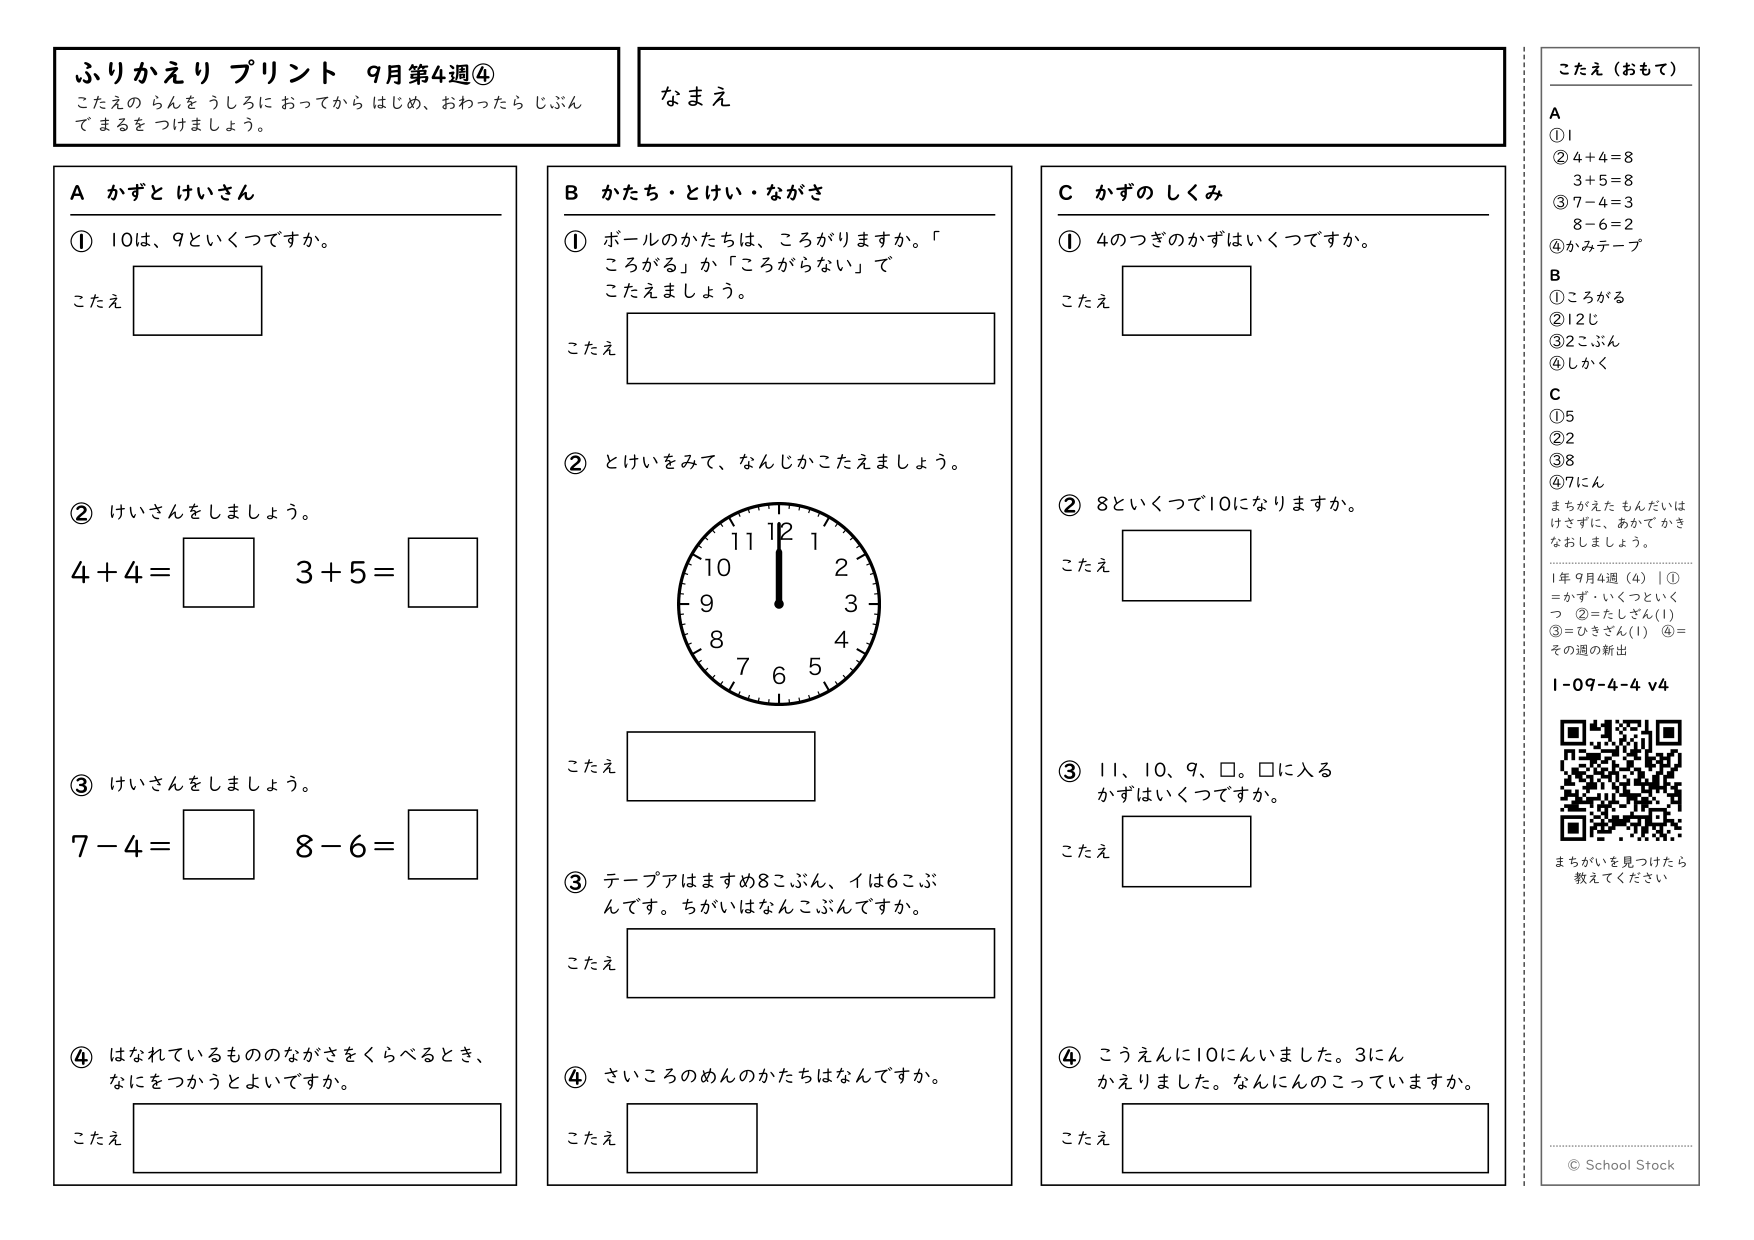 ふりかえり プリント　9月第4週④
こたえの らんを うしろに おってから はじめ、おわったら じぶん
で まるを つけましょう。
なまえ
A　かずと けいさん
① 10は、9といくつですか。
こたえ
② けいさんをしましょう。
4＋4＝　3＋5＝
③ けいさんをしましょう。
7－4＝　8－6＝
④ はなれているもののながさをくらべるとき、
なにをつかうとよいですか。
こたえ
B　かたち・とけい・ながさ
① ボールのかたちは、ころがりますか。「
ころがる」か「ころがらない」で
こたえましょう。
こたえ
② とけいをみて、なんじかこたえましょう。
12
11 1
10 2
9 3
8 4
7 5
6
こたえ
③ テープアはますめ8こぶん、イは6こぶ
んです。ちがいはなんこぶんですか。
こたえ
④ さいころのめんのかたちはなんですか。
こたえ
C　かずの しくみ
① 4のつぎのかずはいくつですか。
こたえ
② 8といくつで10になりますか。
こたえ
③ 11、10、9、□。□に入る
かずはいくつですか。
こたえ
④ こうえんに10にんいました。3にん
かえりました。なんにんのこっていますか。
こたえ
こたえ（おもて）
A
①1
②4＋4＝8
3＋5＝8
③7－4＝3
8－6＝2
④かみテープ
B
①ころがる
②12じ
③2こぶん
④しかく
C
①5
②2
③8
④7にん
まちがえた もんだいは
けさずに、あかで かき
なおしましょう。
1年 9月4週（4）｜①
＝かず・いくつといく
つ　②＝たしざん(1)
③＝ひきざん(1)　④＝
その週の新出
1-09-4-4 v4
まちがいを見つけたら
教えてください
© School Stock